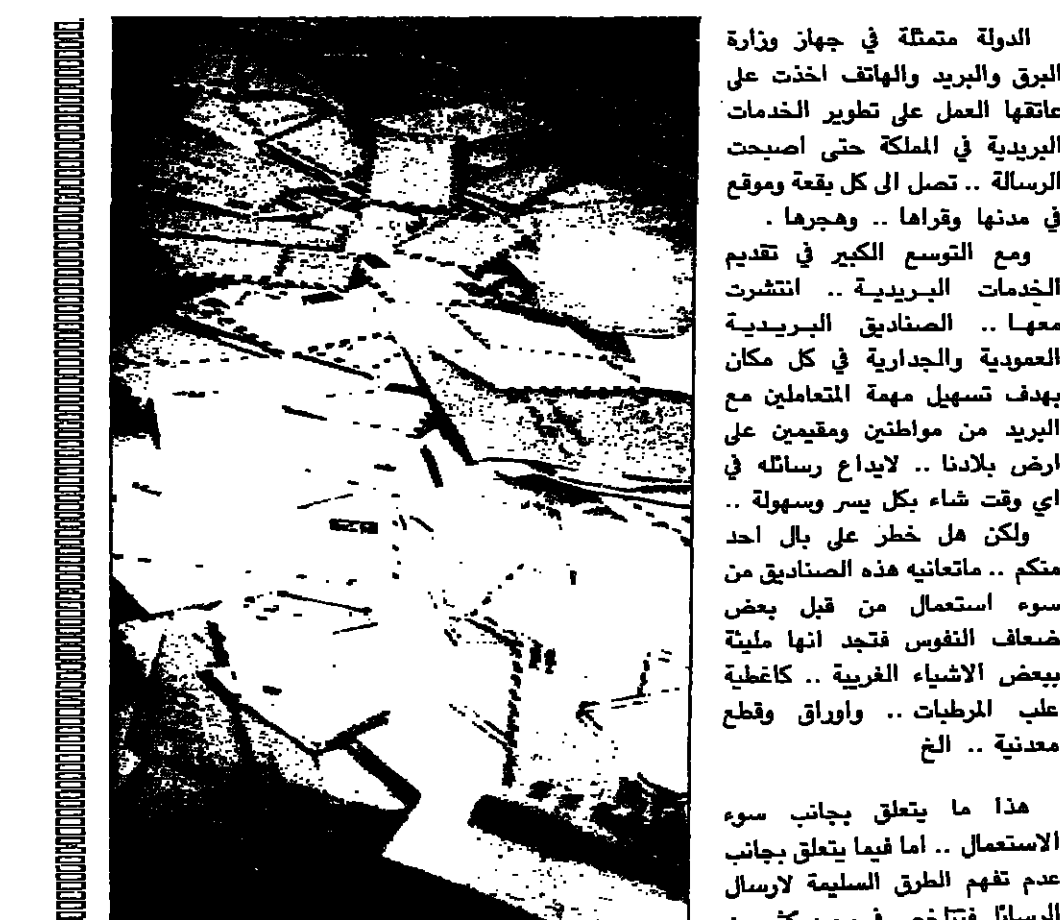 الدولة متمثلة في جهاز وزارة
البرق والبريد والهاتف اخذت على
عاتقها العمل على تطوير الخدمات
البريدية في المملكة حتى اصبحت
الرسالة .. تصل الى كل بقعة وموقع
في مدنها وقراها .. وهجرها .
ومع التوسع الكبير في تقديم
الخدمات البريدية .. انتشرت
معها .. الصناديق البريدية
العمودية والجدارية في كل مكان
بهدف تسهيل مهمة المتعاملين مع
البريد من مواطنين ومقيمين على
ارض بلادنا .. لايداع رسائله في
اي وقت شاء بكل يسر وسهولة ..
ولكن هل خطر على بال احد
منكم .. ماتعانيه هذه الصناديق من
سوء استعمال من قبل بعض
ضعاف النفوس فتجد انها مليئة
ببعض الاشياء الغريبة .. كاغطية
علب المرطبات .. واوراق وقطع
معدنية .. الخ
هذا ما يتعلق بجانب سوء
الاستعمال .. اما فيما يتعلق بجانب
عدم تفهم الطرق السليمة لارسال